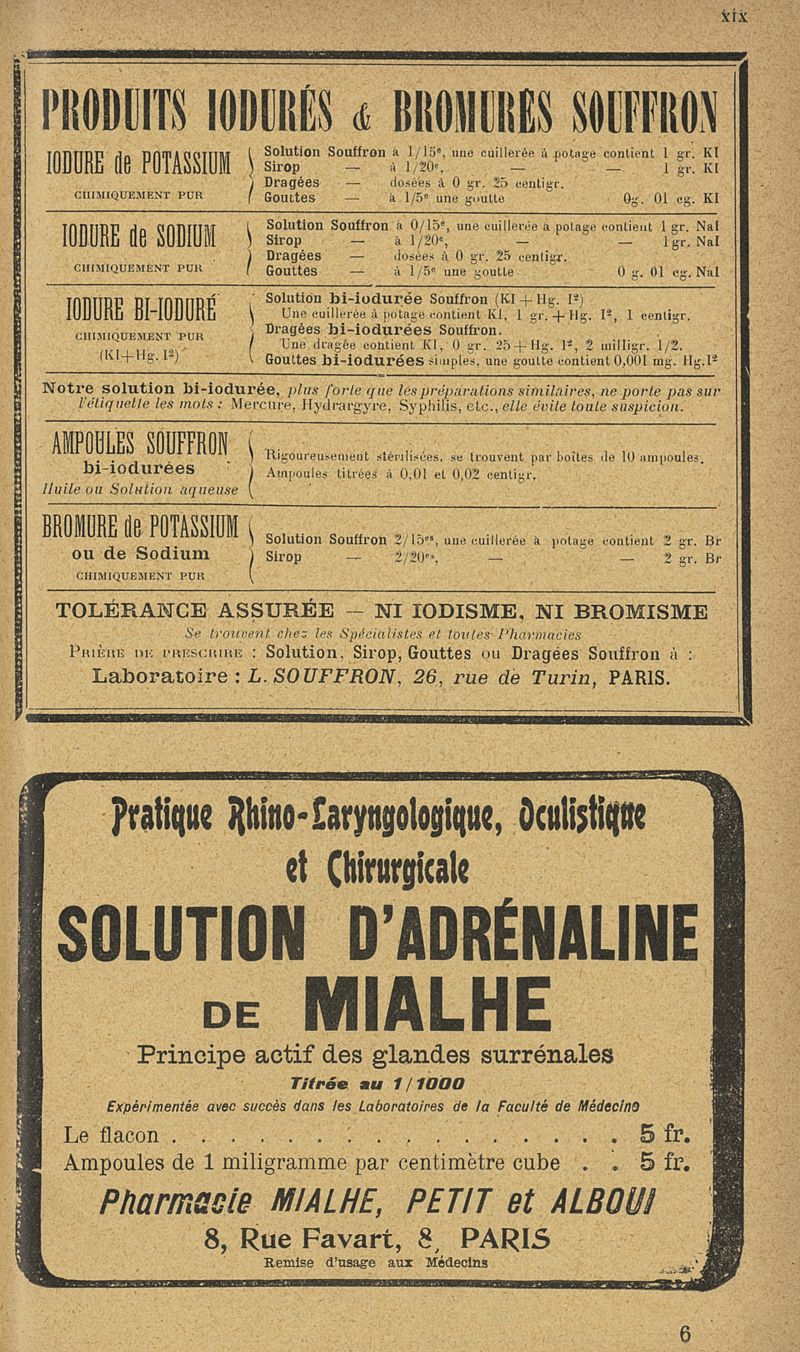 xix
PRODUITS IODURÉS & BROMURÉS SOUFFRON
IODURE de POTASSIUM
CHIMIQUEMENT PUR
Solution Souffron à 1/15e, une cuillerée à potage contient 1 gr. KI
Sirop — à 1/20e, — — 1 gr. KI
Dragées — dosées à 0 gr. 25 centigr.
Gouttes — à 1/5e une goutte 0g. 01 cg. KI
IODURE de SODIUM
CHIMIQUEMENT PUR
Solution Souffron à 0/15e, une cuillerée à potage contient 1 gr. NaI
Sirop — à 1/20e, — — 1gr. NaI
Dragées — dosées à 0 gr. 25 centigr.
Gouttes — à 1/5e une goutte 0 g. 01 cg. NaI
IODURE BI-IODURÉ
CHIMIQUEMENT PUR
(KI+Hg. I²)
Solution bi-iodurée Souffron (KI + Hg. I²)
Une cuillerée à potage contient KI, 1 gr. + Hg. I², 1 centigr.
Dragées bi-iodurées Souffron.
Une dragée contient KI, 0 gr. 25 + Hg. I², 2 milligr. 1/2.
Gouttes bi-iodurées simples, une goutte contient 0,001 mg. Hg.I²
Notre solution bi-iodurée, plus forte que les préparations similaires, ne porte pas sur
l'étiquette les mots : Mercure, Hydrargyre, Syphilis, etc., elle évite toute suspicion.
AMPOULES SOUFFRON
bi-iodurées
Huile ou Solution aqueuse
Rigoureusement stérilisées, se trouvent par boîtes de 10 ampoules.
Ampoules titrées à 0,01 et 0,02 centigr.
BROMURE de POTASSIUM
ou de Sodium
CHIMIQUEMENT PUR
Solution Souffron 2/15es, une cuillerée à potage contient 2 gr. Br
Sirop — 2/20es, — — 2 gr. Br
TOLÉRANCE ASSURÉE — NI IODISME, NI BROMISME
Se trouvent chez les Spécialistes et toutes Pharmacies
PRIÈRE DE PRESCRIRE : Solution, Sirop, Gouttes ou Dragées Souffron à :
Laboratoire : L. SOUFFRON, 26, rue de Turin, PARIS.
Pratique Rhino-Laryngologique, Oculistique
et Chirurgicale
SOLUTION D'ADRÉNALINE
DE MIALHE
Principe actif des glandes surrénales
Titrée au 1/1000
Expérimentée avec succès dans les Laboratoires de la Faculté de Médecine
Le flacon . . . . . . . . . . . . . . . . 5 fr.
Ampoules de 1 miligramme par centimètre cube . . 5 fr.
Pharmacie MIALHE, PETIT et ALBOUI
8, Rue Favart, 8, PARIS
Remise d'usage aux Médecins
6